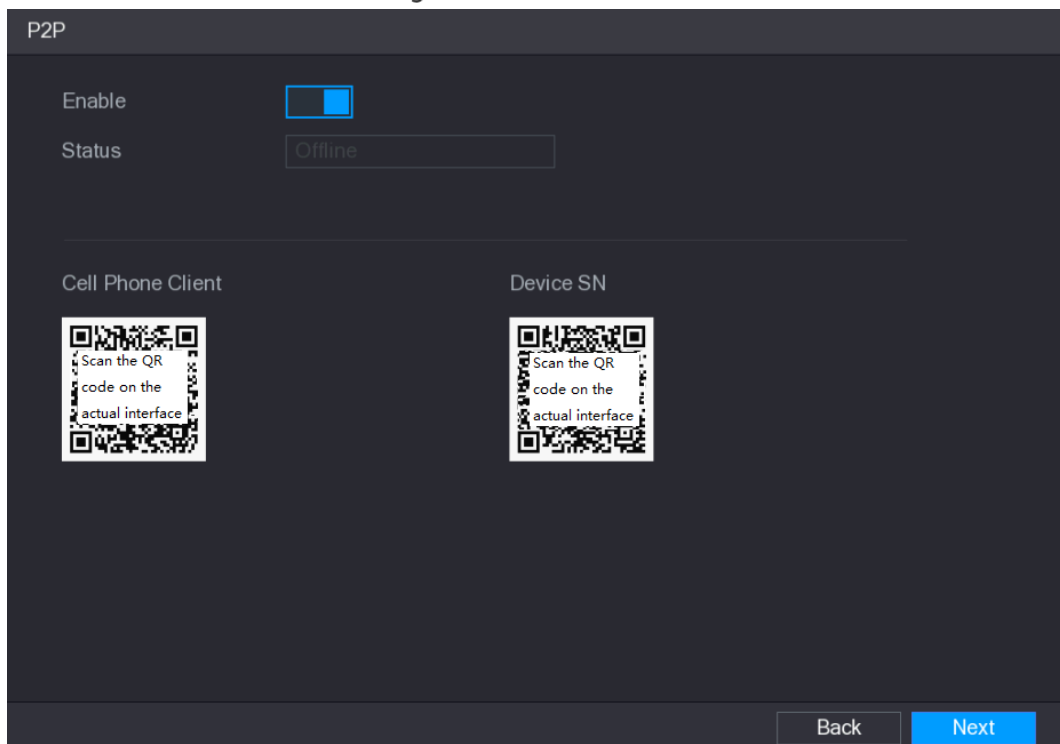 P2P
Enable
Status
Offline
Cell Phone Client
Device SN
Scan the QR
code on the
actual interface
Scan the QR
code on the
actual interface
Back
Next